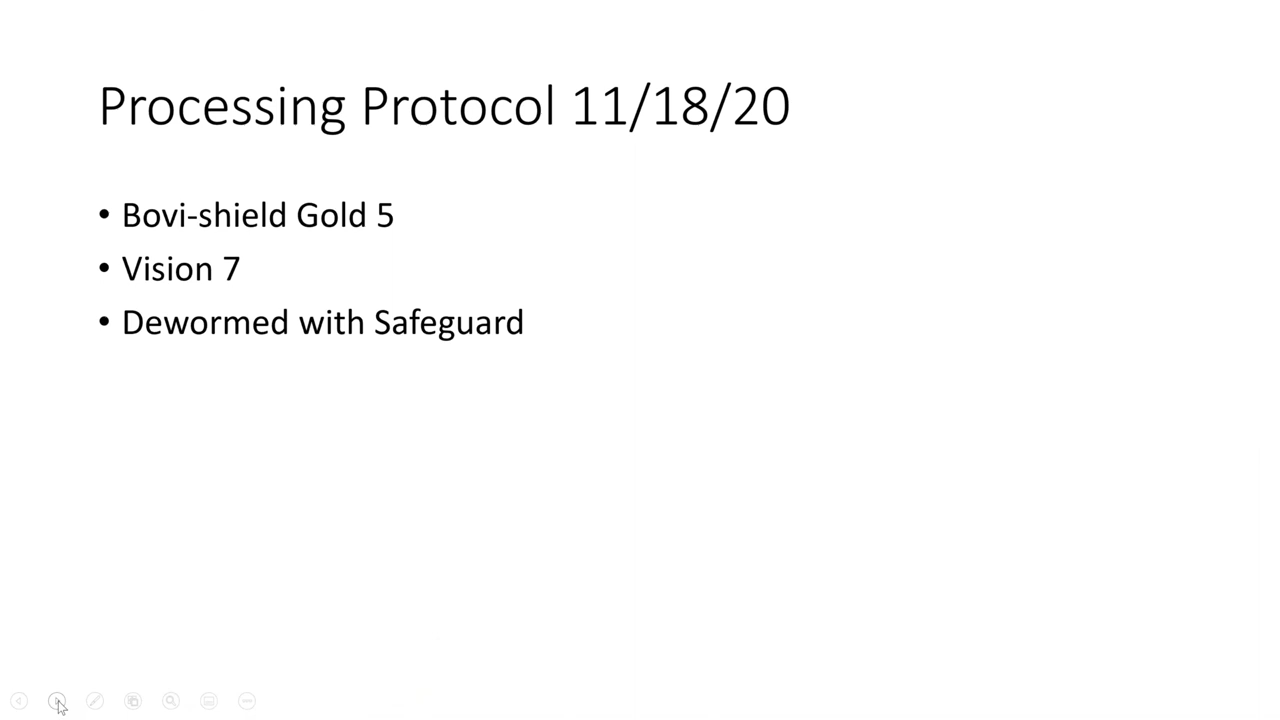 Processing Protocol 11/18/20
• Bovi-shield Gold 5
• Vision 7
• Dewormed with Safeguard